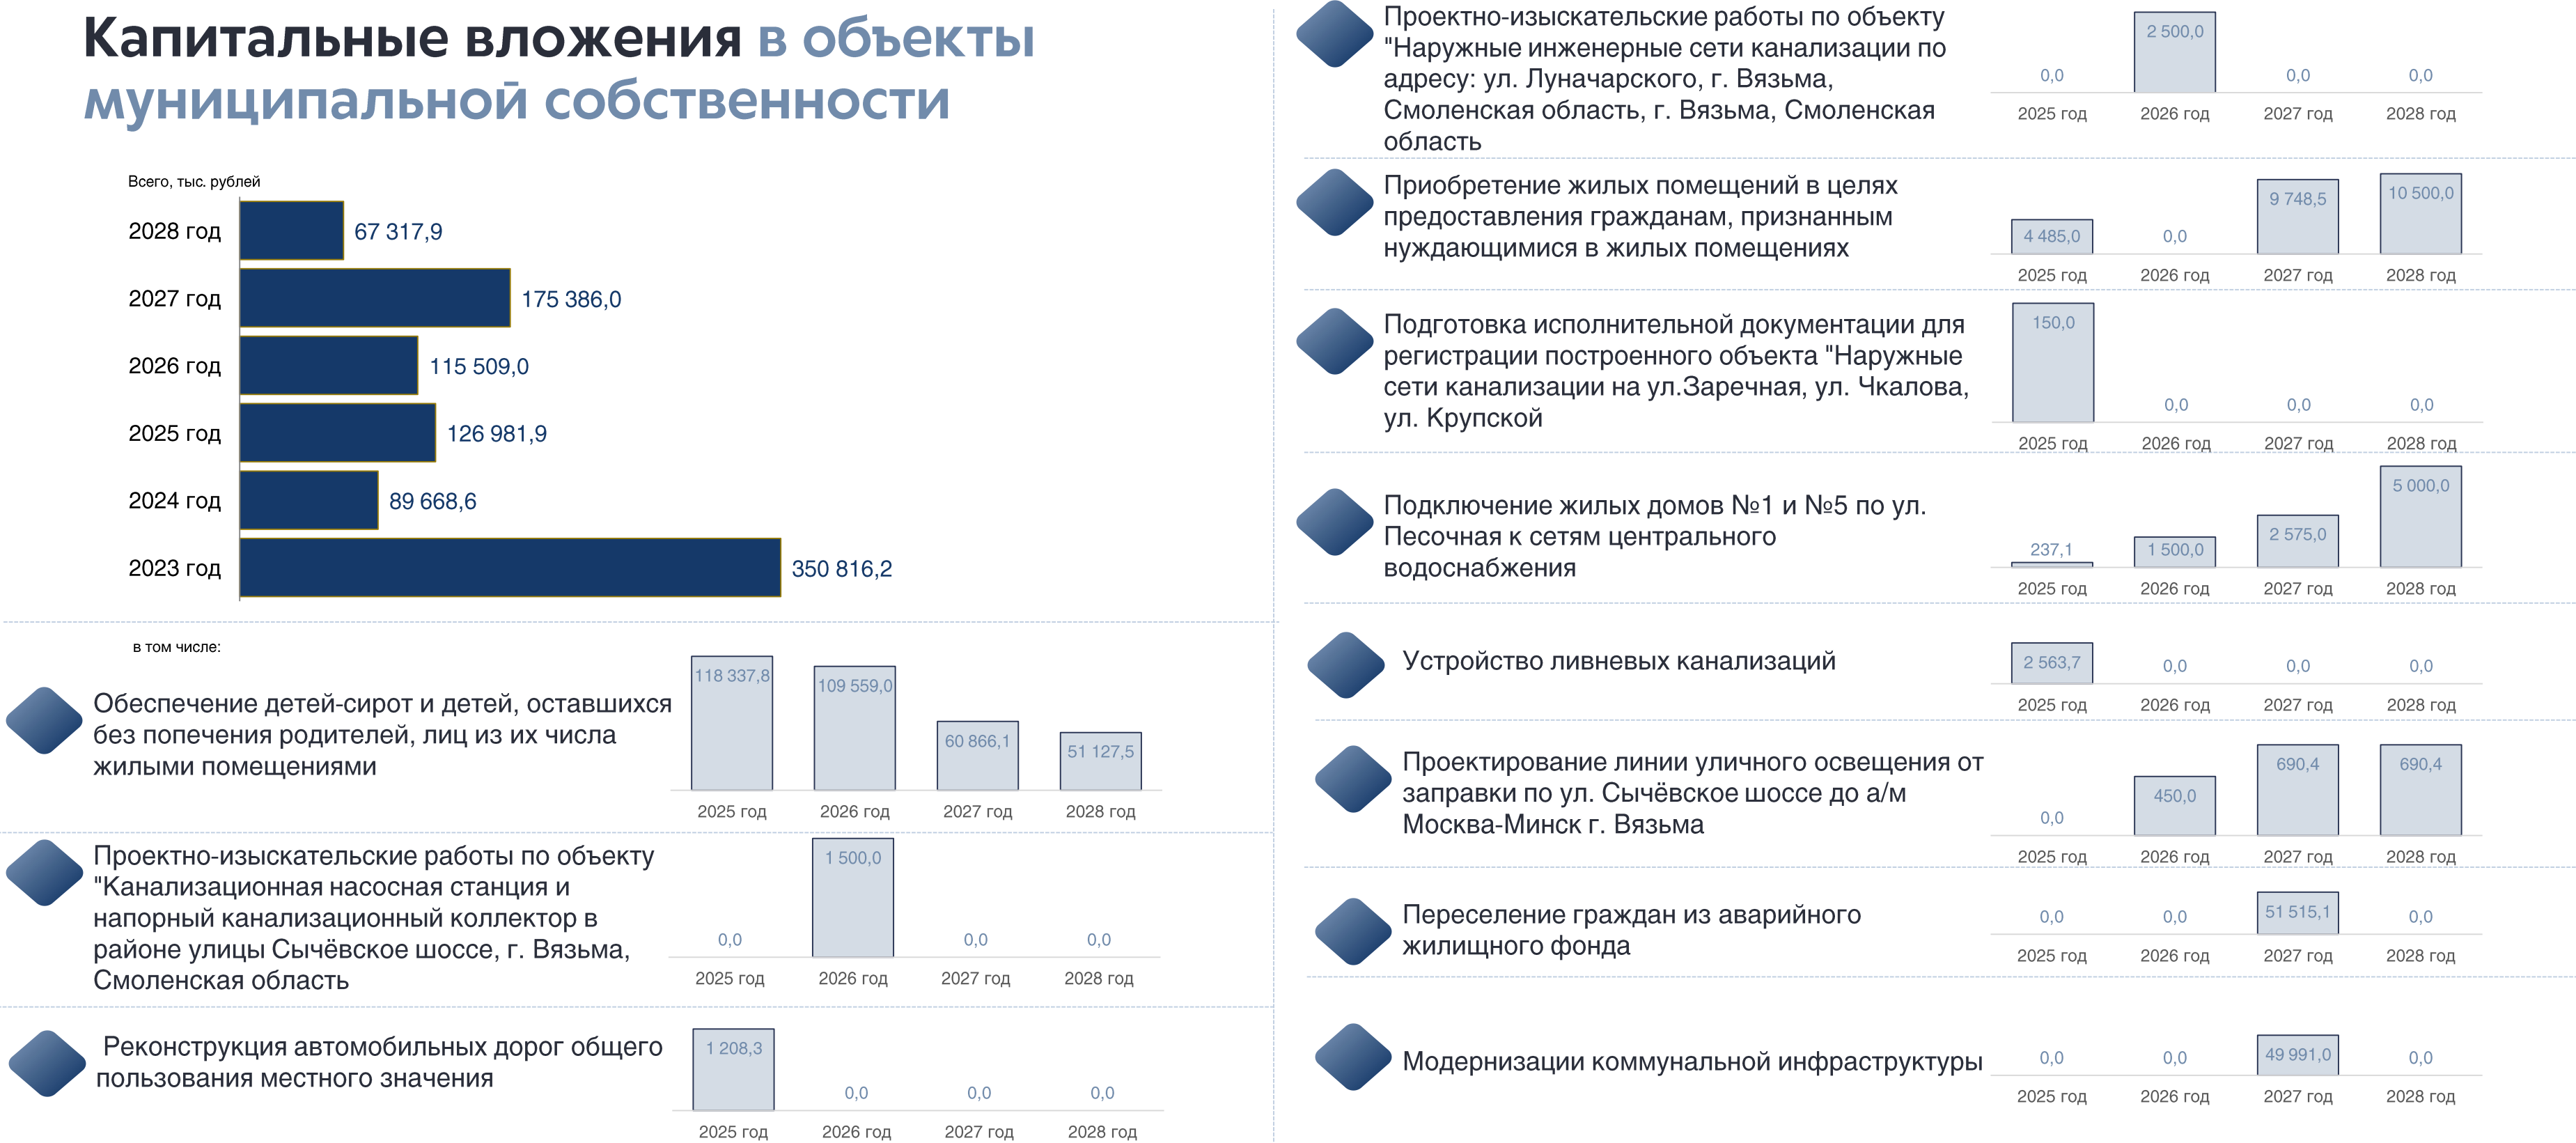 Капитальные вложения в объекты
муниципальной собственности
Всего, тыс. рублей
2028 год
67 317,9
2027 год
175 386,0
2026 год
115 509,0
2025 год
126 981,9
2024 год
89 668,6
2023 год
350 816,2
в том числе:
Обеспечение детей-сирот и детей, оставшихся
без попечения родителей, лиц из их числа
жилыми помещениями
118 337,8 109 559,0 60 866,1 51 127,5
2025 год 2026 год 2027 год 2028 год
Проектно-изыскательские работы по объекту
"Канализационная насосная станция и
напорный канализационный коллектор в
районе улицы Сычёвское шоссе, г. Вязьма,
Смоленская область
0,0 1 500,0 0,0 0,0
2025 год 2026 год 2027 год 2028 год
Реконструкция автомобильных дорог общего
пользования местного значения
1 208,3 0,0 0,0 0,0
2025 год 2026 год 2027 год 2028 год
Проектно-изыскательские работы по объекту
"Наружные инженерные сети канализации по
адресу: ул. Луначарского, г. Вязьма,
Смоленская область, г. Вязьма, Смоленская
область
0,0 2 500,0 0,0 0,0
2025 год 2026 год 2027 год 2028 год
Приобретение жилых помещений в целях
предоставления гражданам, признанным
нуждающимися в жилых помещениях
4 485,0 0,0 9 748,5 10 500,0
2025 год 2026 год 2027 год 2028 год
Подготовка исполнительной документации для
регистрации построенного объекта "Наружные
сети канализации на ул.Заречная, ул. Чкалова,
ул. Крупской
150,0 0,0 0,0 0,0
2025 год 2026 год 2027 год 2028 год
Подключение жилых домов №1 и №5 по ул.
Песочная к сетям центрального
водоснабжения
237,1 1 500,0 2 575,0 5 000,0
2025 год 2026 год 2027 год 2028 год
Устройство ливневых канализаций
2 563,7 0,0 0,0 0,0
2025 год 2026 год 2027 год 2028 год
Проектирование линии уличного освещения от
заправки по ул. Сычёвское шоссе до а/м
Москва-Минск г. Вязьма
0,0 450,0 690,4 690,4
2025 год 2026 год 2027 год 2028 год
Переселение граждан из аварийного
жилищного фонда
0,0 0,0 51 515,1 0,0
2025 год 2026 год 2027 год 2028 год
Модернизации коммунальной инфраструктуры
0,0 0,0 49 991,0 0,0
2025 год 2026 год 2027 год 2028 год